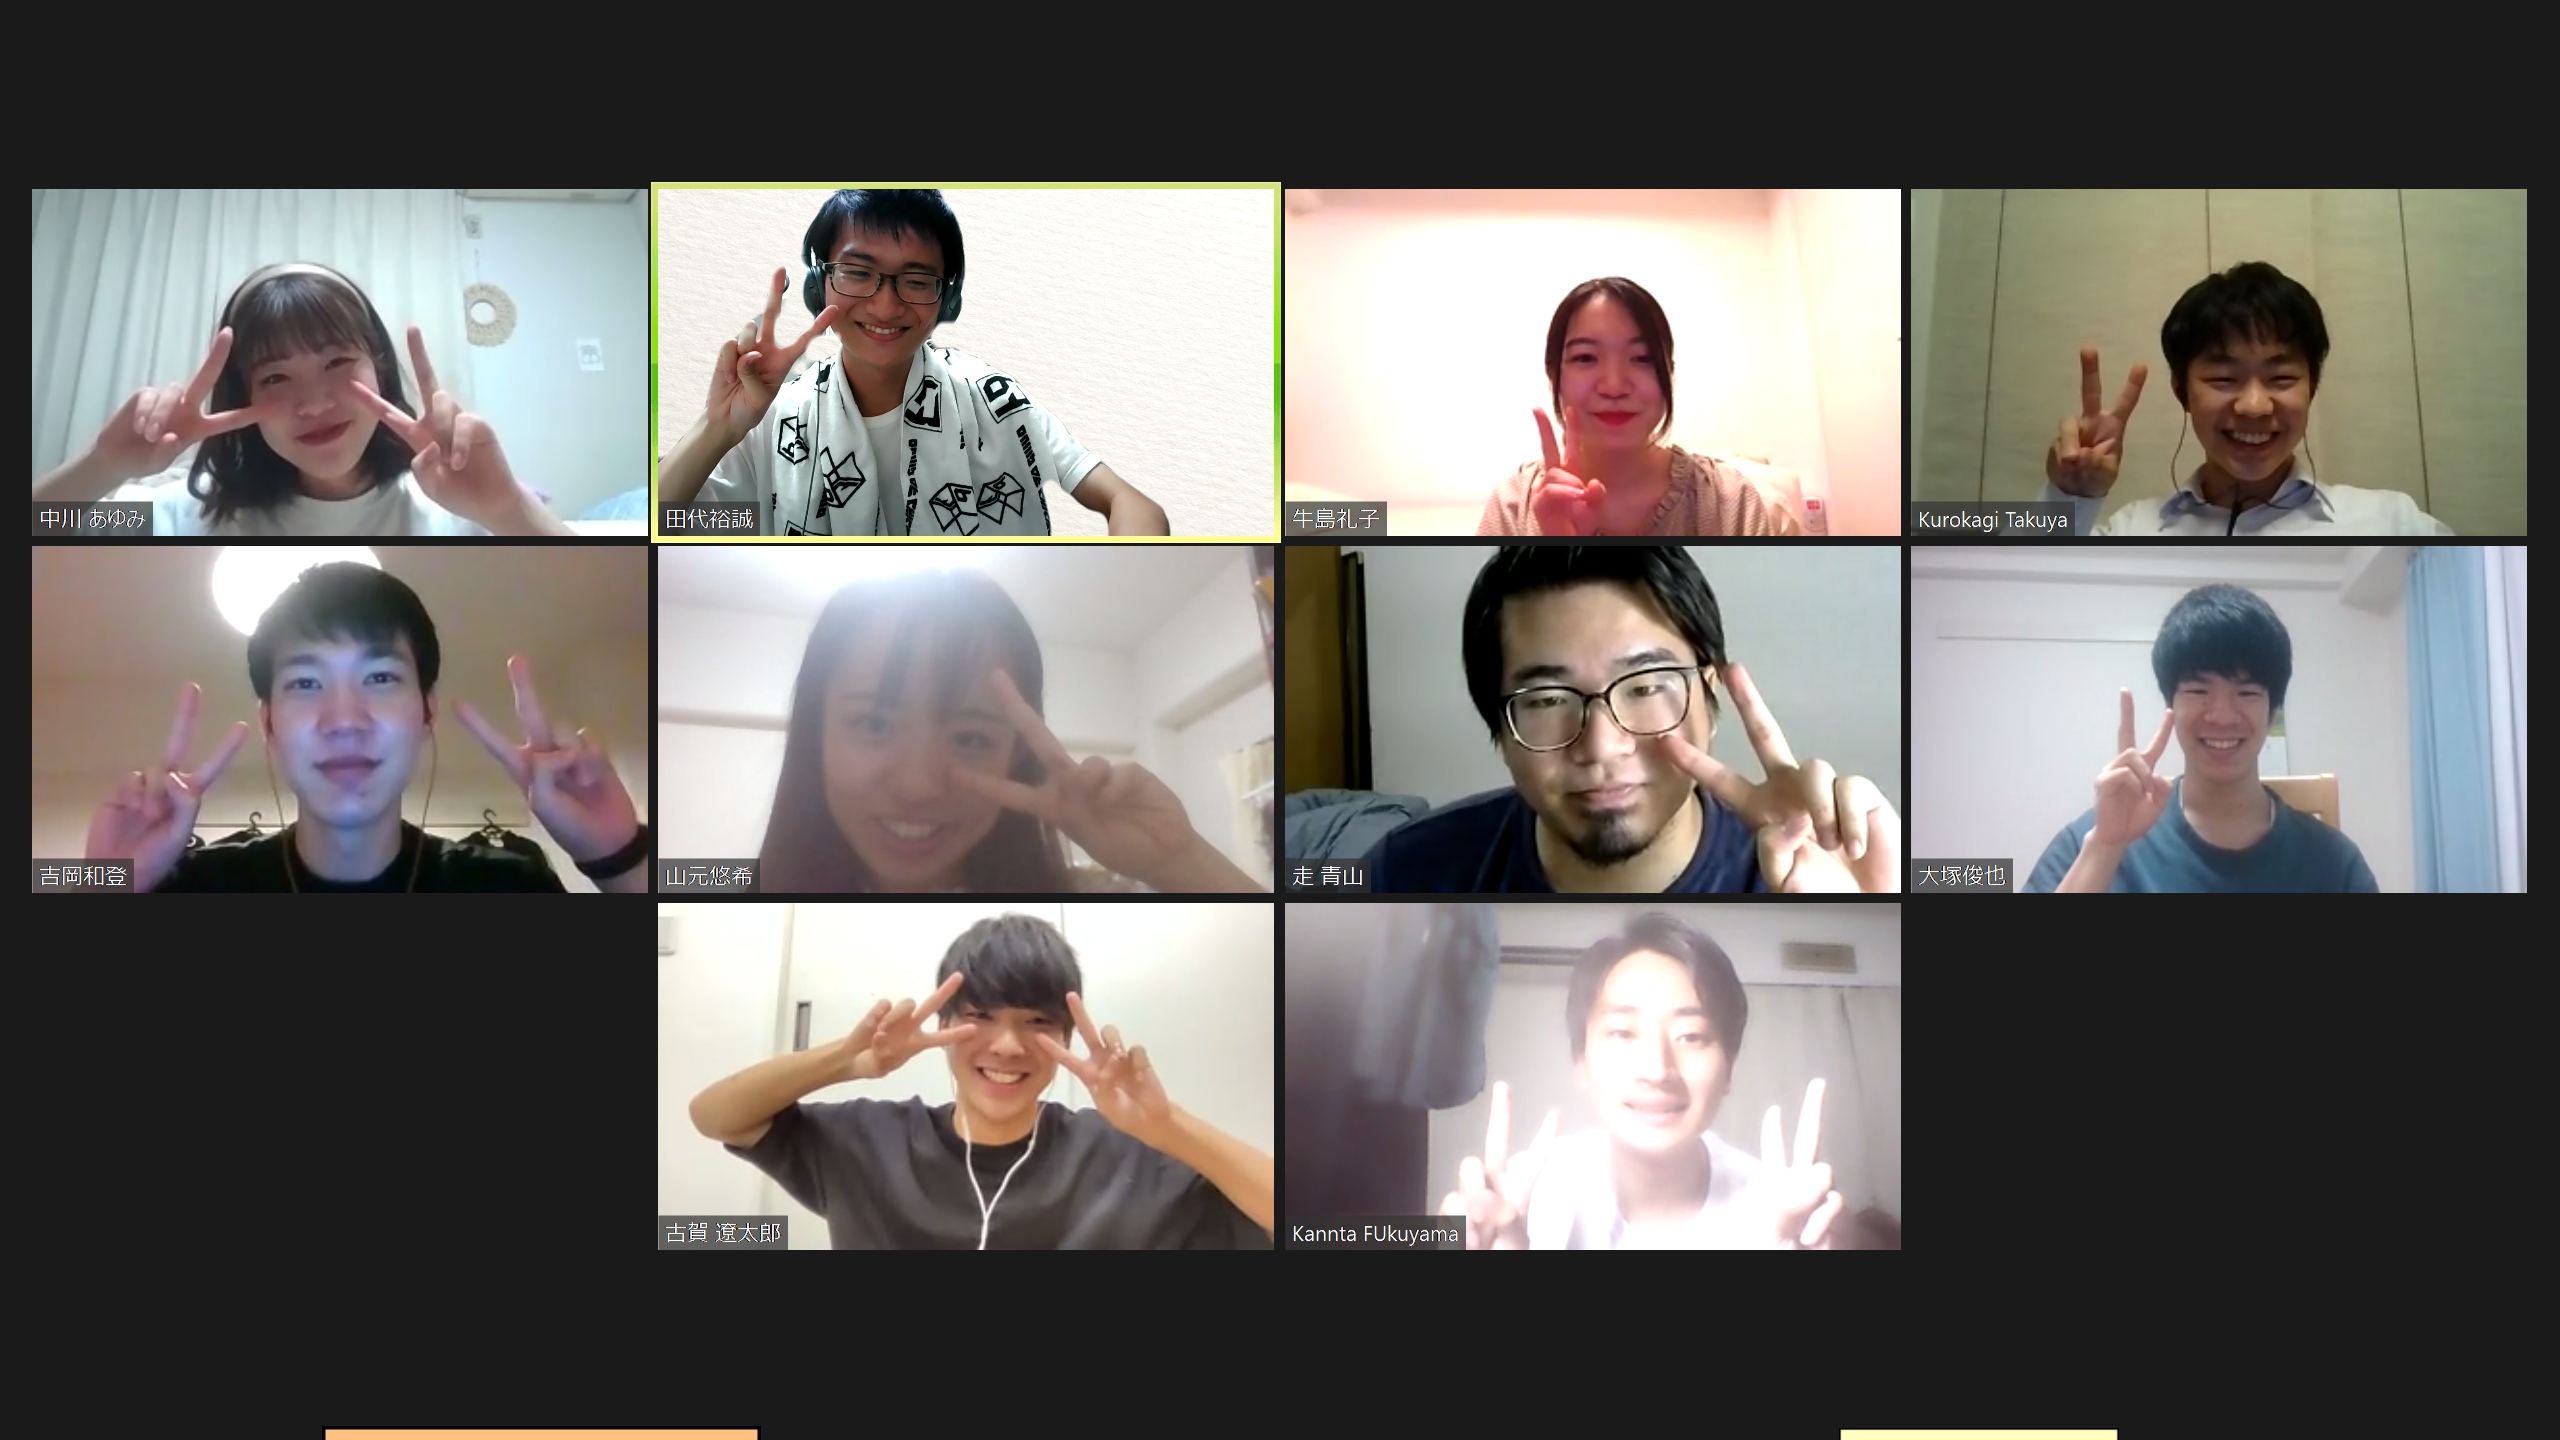 中川 あゆみ
田代裕誠
牛島礼子
Kurokagi Takuya
吉岡和登
山元悠希
走 青山
大塚俊也
古賀 遼太郎
Kannta FUkuyama